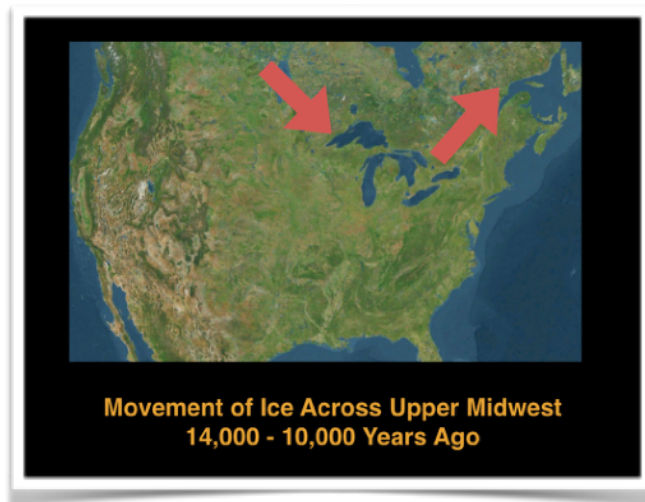 Movement of Ice Across Upper Midwest
14,000 - 10,000 Years Ago